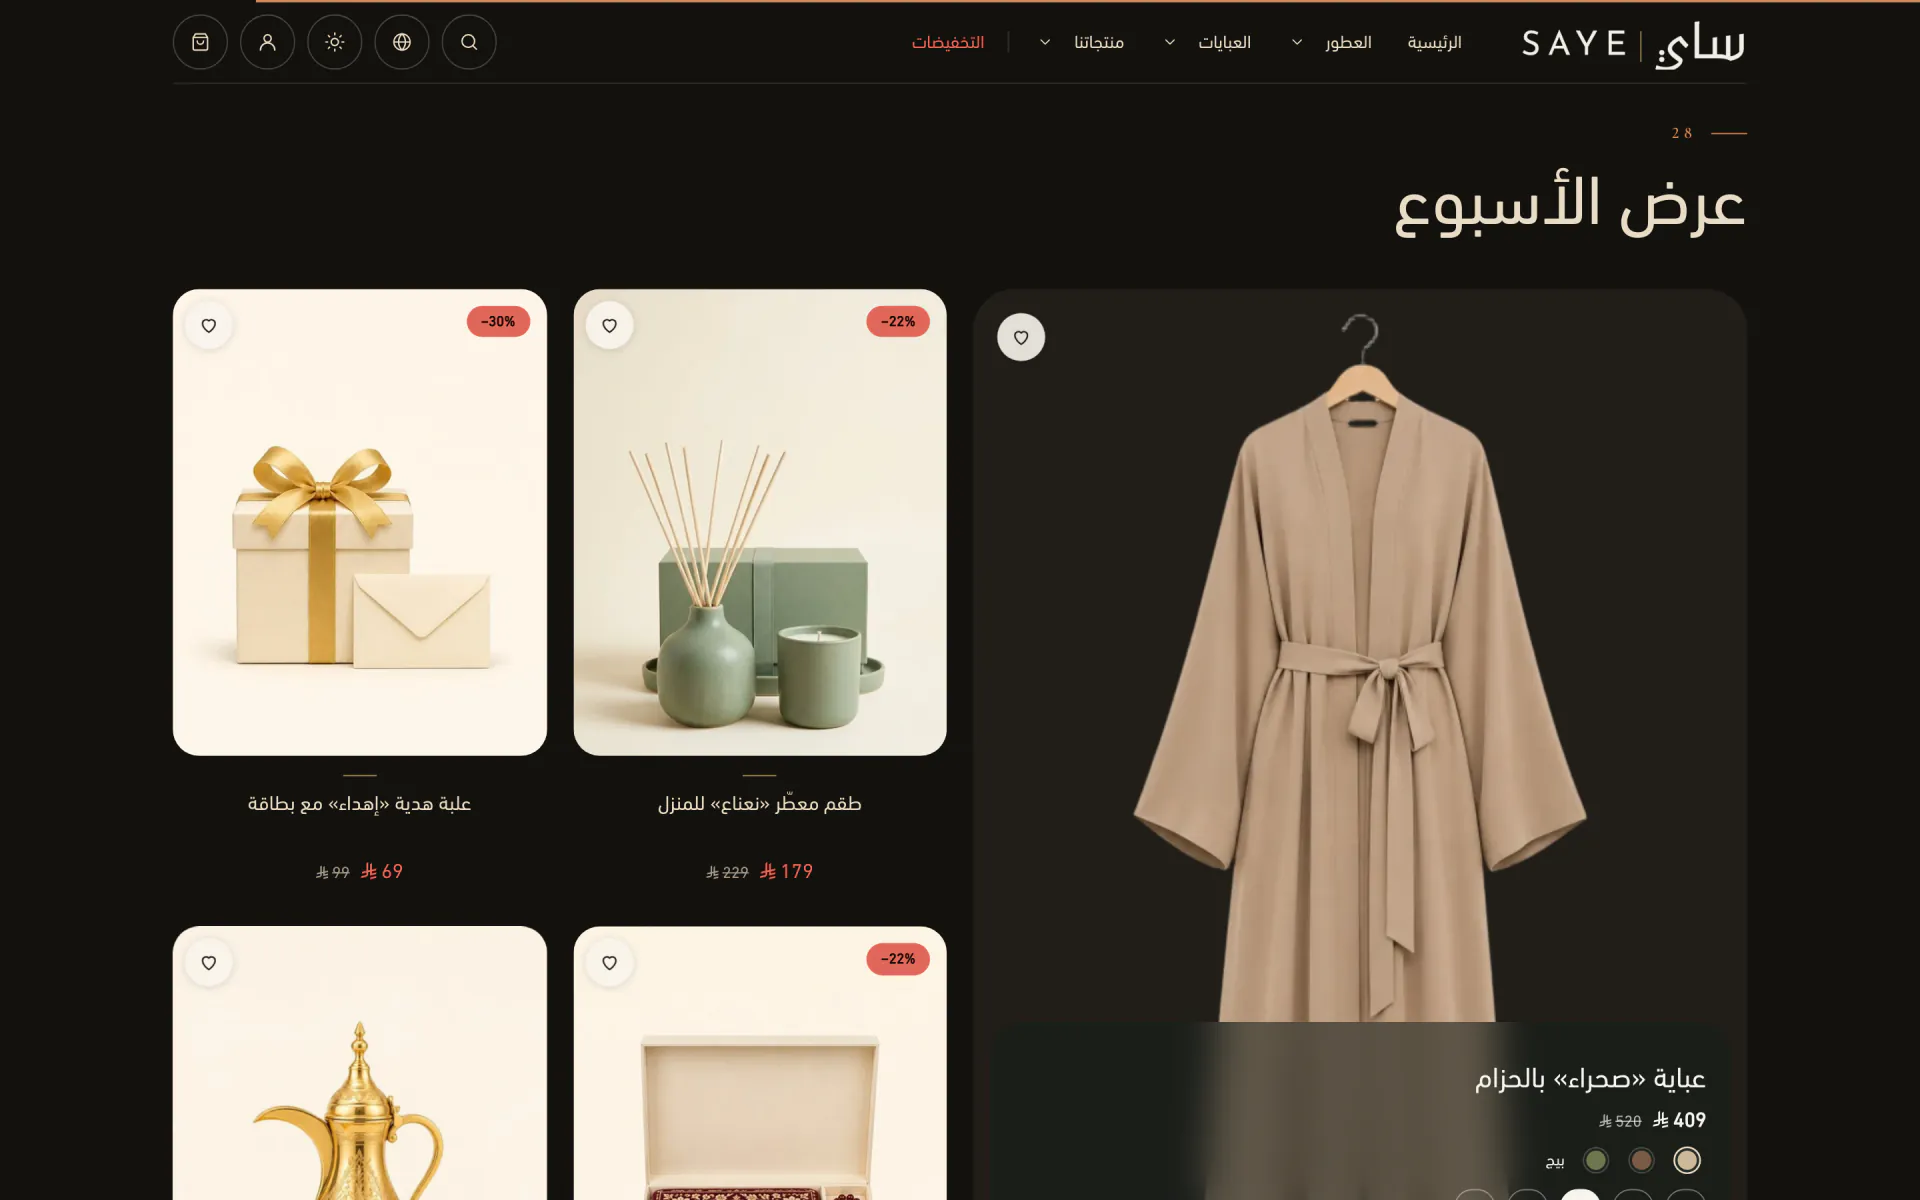 ساي | SAYE
الرئيسية
العطور
العبايات
منتجاتنا
التخفيضات
28
عرض الأسبوع
-22%
-30%
طقم معطّر «نعناع» للمنزل
179 229
علبة هدية «إهداء» مع بطاقة
69 99
-22%
عباية «صحراء» بالحزام
409 520
بيج